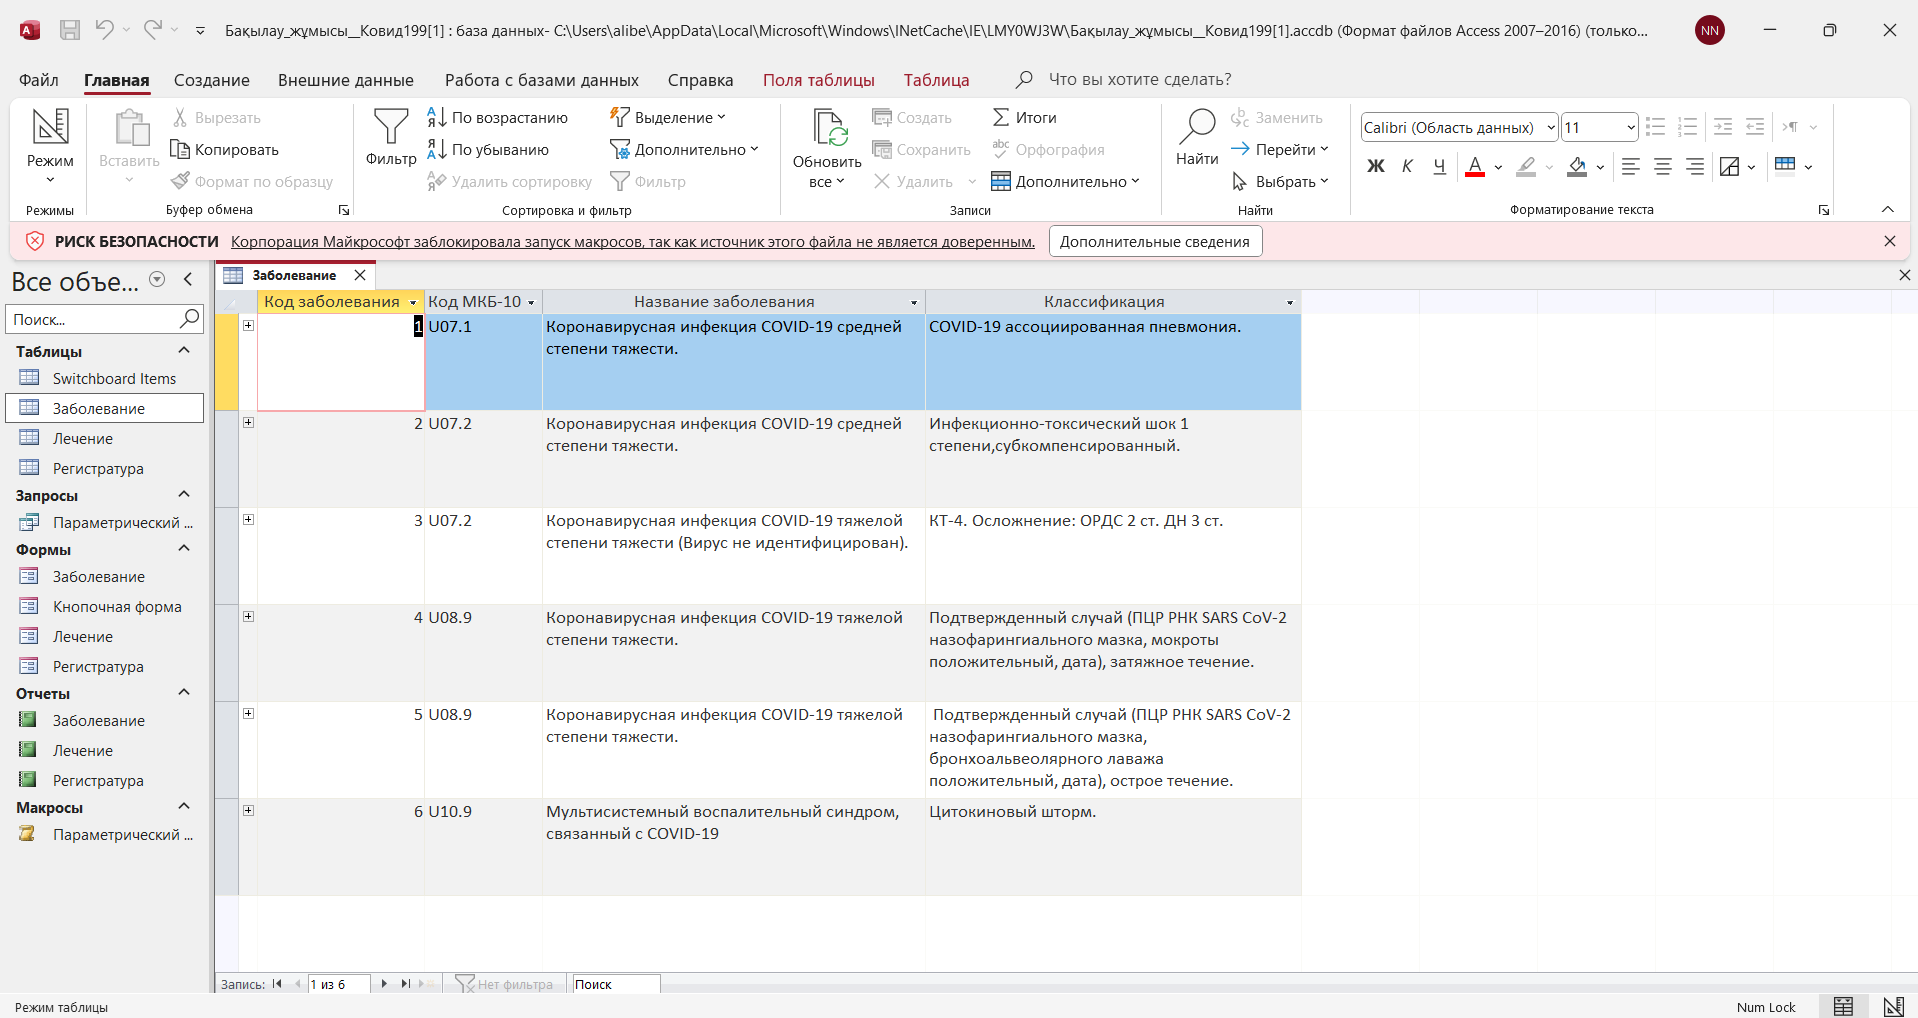 Бақылау_жұмысы__Ковид199[1] : база данных- C:\Users\alibe\AppData\Local\Microsoft\Windows\INetCache\IE\LMY0WJ3W\Бақылау_жұмысы__Ковид199[1].accdb (Формат файлов Access 2007–2016) (только...
NN
Файл Главная Создание Внешние данные Работа с базами данных Справка Поля таблицы Таблица Что вы хотите сделать?
Режим
Режимы
Вставить
Вырезать
Копировать
Формат по образцу
Буфер обмена
Фильтр
По возрастанию
По убыванию
Удалить сортировку
Выделение
Дополнительно
Фильтр
Сортировка и фильтр
Обновить
все
Создать
Сохранить
Удалить
Итоги
Орфография
Дополнительно
Записи
Найти
Заменить
Перейти
Выбрать
Найти
Calibri (Область данных) 11
Ж К Ч А
Форматирование текста
РИСК БЕЗОПАСНОСТИ Корпорация Майкрософт заблокировала запуск макросов, так как источник этого файла не является доверенным. Дополнительные сведения
Все объе...
Поиск...
Таблицы
Switchboard Items
Заболевание
Лечение
Регистратура
Запросы
Параметрический ...
Формы
Заболевание
Кнопочная форма
Лечение
Регистратура
Отчеты
Заболевание
Лечение
Регистратура
Макросы
Параметрический ...
Заболевание
Код заболевания Код МКБ-10 Название заболевания Классификация
1 U07.1 Коронавирусная инфекция COVID-19 средней COVID-19 ассоциированная пневмония.
степени тяжести.
2 U07.2 Коронавирусная инфекция COVID-19 средней Инфекционно-токсический шок 1
степени тяжести. степени,субкомпенсированный.
3 U07.2 Коронавирусная инфекция COVID-19 тяжелой КТ-4. Осложнение: ОРДС 2 ст. ДН 3 ст.
степени тяжести (Вирус не идентифицирован).
4 U08.9 Коронавирусная инфекция COVID-19 тяжелой Подтвержденный случай (ПЦР РНК SARS CoV-2
степени тяжести. назофарингиального мазка, мокроты
положительный, дата), затяжное течение.
5 U08.9 Коронавирусная инфекция COVID-19 тяжелой Подтвержденный случай (ПЦР РНК SARS CoV-2
степени тяжести. назофарингиального мазка,
бронхоальвеолярного лаважа
положительный, дата), острое течение.
6 U10.9 Мультисистемный воспалительный синдром, Цитокиновый шторм.
связанный с COVID-19
Запись: 1 из 6 Нет фильтра Поиск
Режим таблицы Num Lock